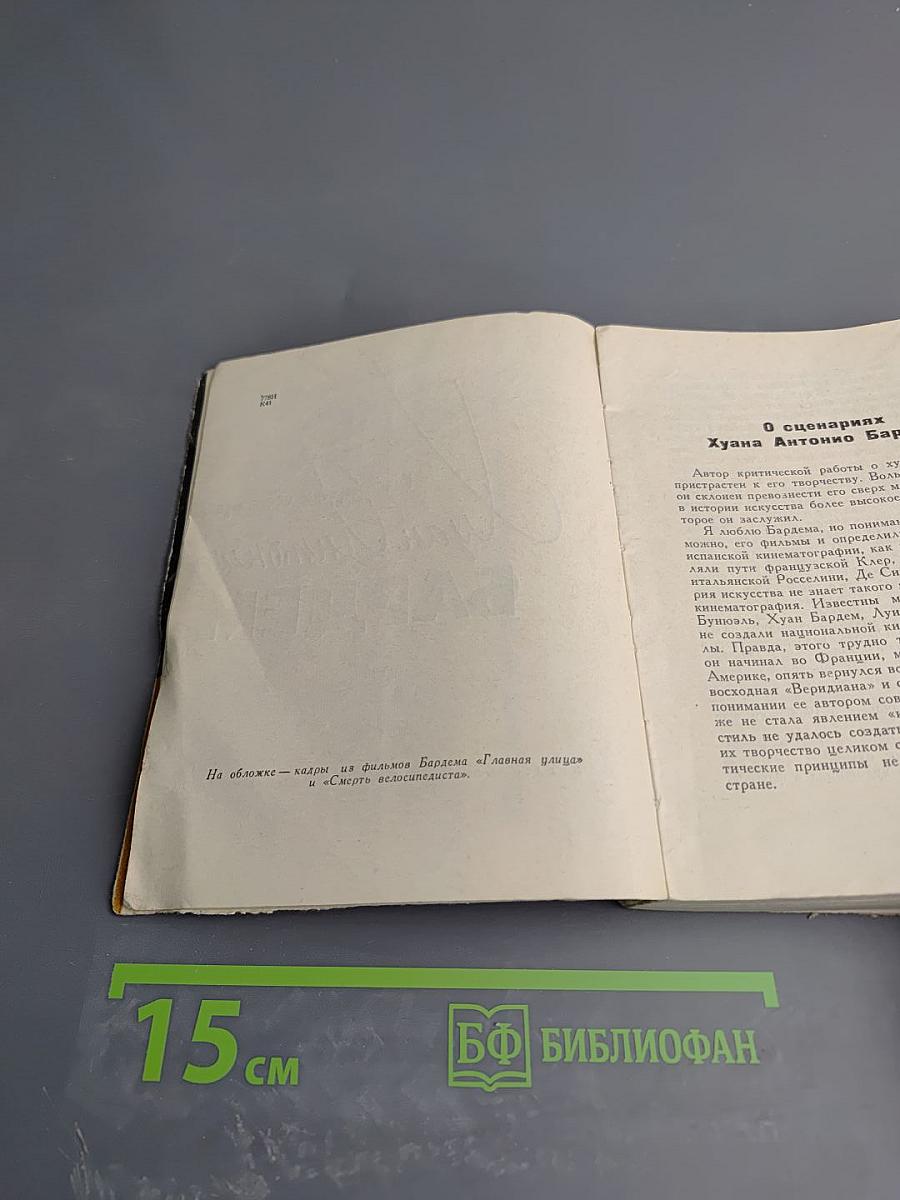 778И
К41
На обложке — кадры из фильмов Бардема «Главная улица»
и «Смерть велосипедиста».
О сценариях
Хуана Антонио Бар
Автор критической работы о ху
пристрастен к его творчеству. Воль
он склонен превознести его сверх м
в истории искусства более высокое
торое он заслужил.
Я люблю Бардема, но понимаю
можно, его фильмы и определил
испанской кинематографии, как
ляли пути французской Клер,
итальянской Росселини, Де Си
рия искусства не знает такого
кинематография. Известны м
Бунюэль, Хуан Бардем, Луи
не создали национальной ки
лы. Правда, этого трудно т
он начинал во Франции, м
Америке, опять вернулся в
восходная «Веридиана» и с
понимании ее автором сов
же не стала явлением «
стиль не удалось создат
их творчество целиком с
тические принципы не
стране.
15 см
БФ БИБЛИОФАН